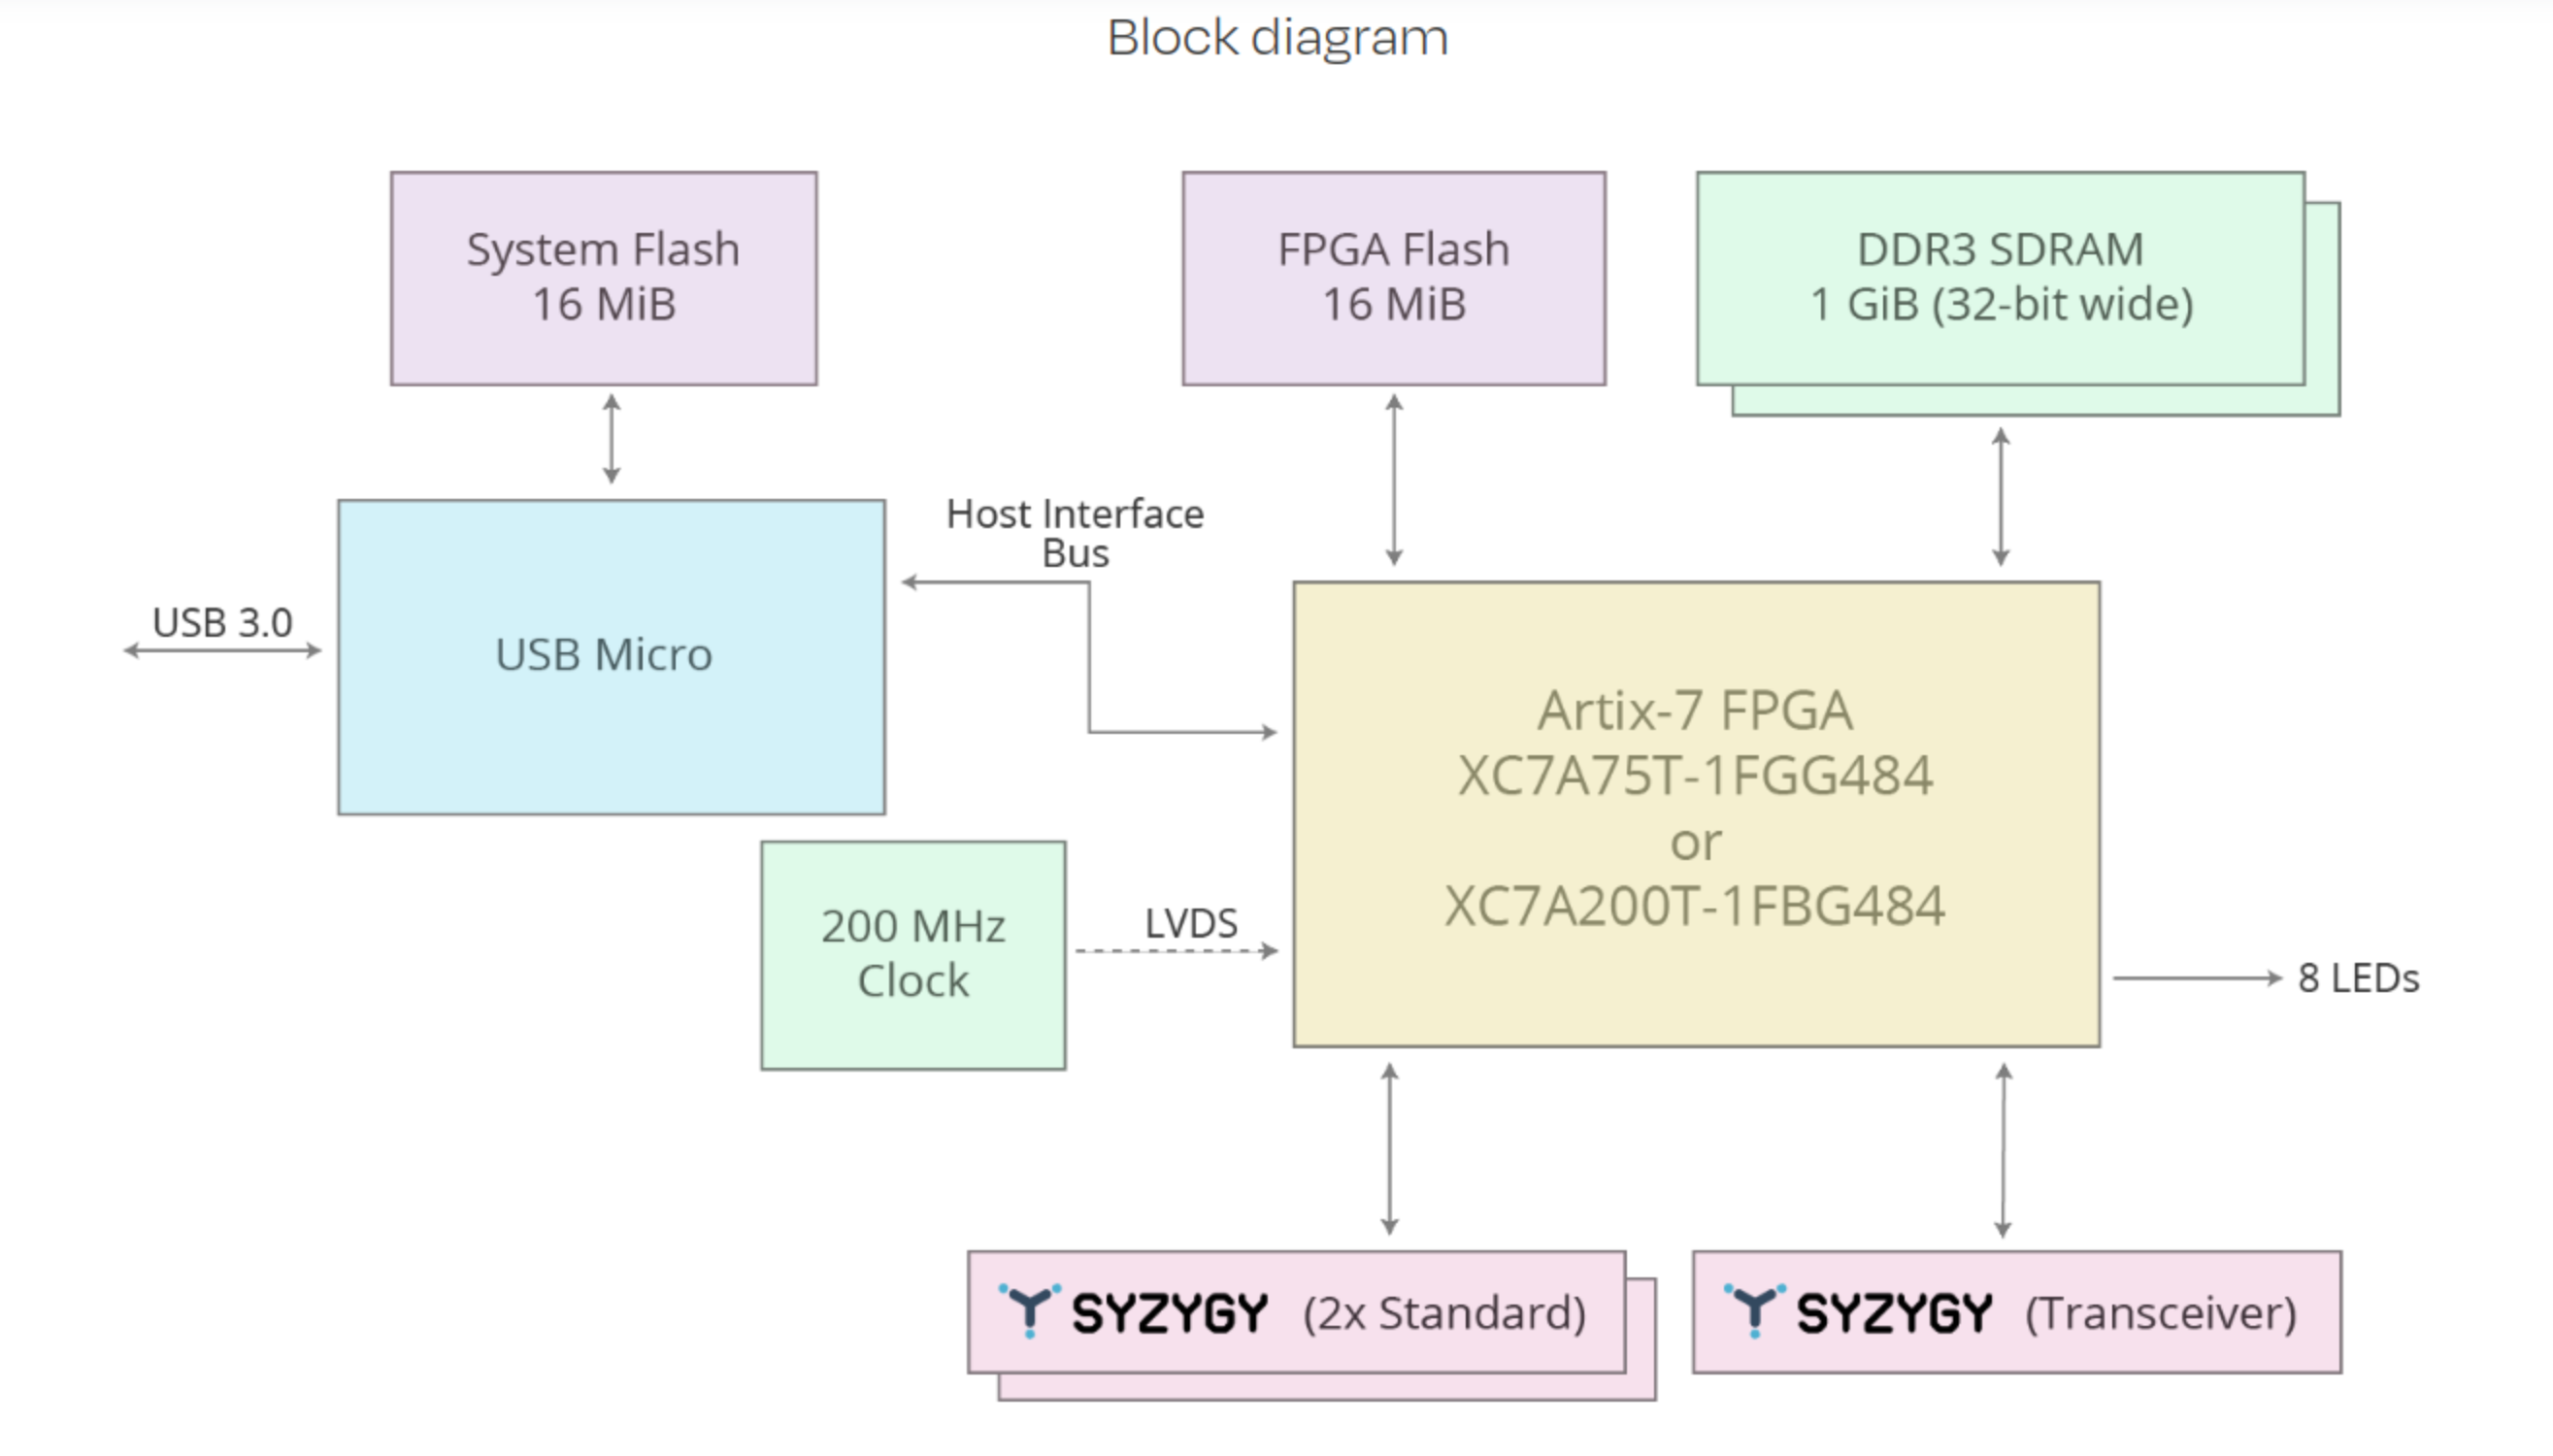 Block diagram
System Flash
16 MiB
FPGA Flash
16 MiB
DDR3 SDRAM
1 GiB (32-bit wide)
Host Interface
Bus
USB 3.0
USB Micro
Artix-7 FPGA
XC7A75T-1FGG484
or
XC7A200T-1FBG484
200 MHz
Clock
LVDS
8 LEDs
SYZYGY (2x Standard)
SYZYGY (Transceiver)